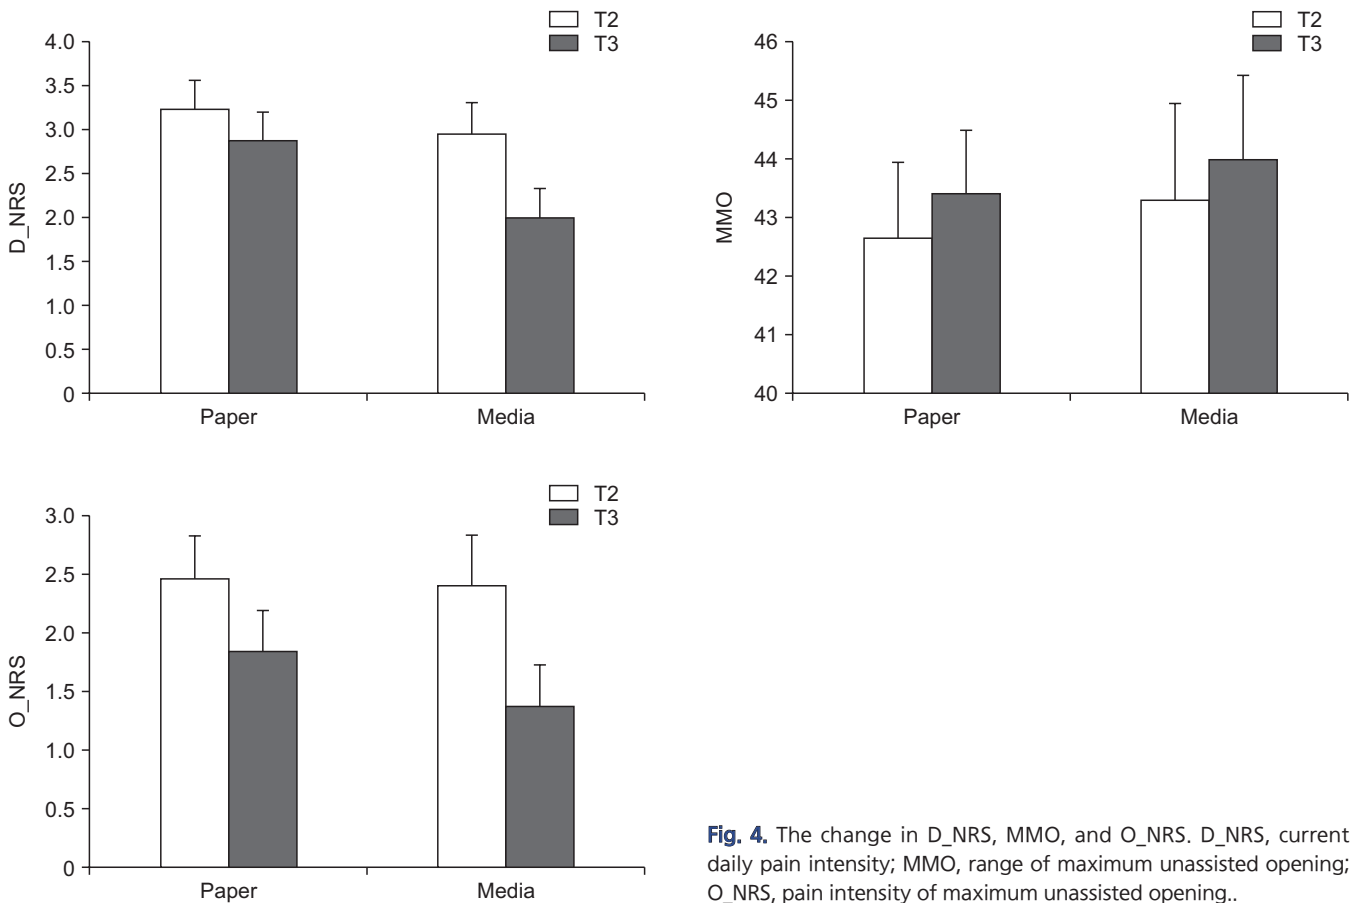 T2
T3
4.0
3.5
3.0
2.5
2.0
1.5
1.0
0.5
0
D_NRS
Paper
Media
T2
T3
46
45
44
43
42
41
40
MMO
Paper
Media
T2
T3
3.0
2.5
2.0
1.5
1.0
0.5
0
O_NRS
Paper
Media
Fig. 4. The change in D_NRS, MMO, and O_NRS. D_NRS, current
daily pain intensity; MMO, range of maximum unassisted opening;
O_NRS, pain intensity of maximum unassisted opening..